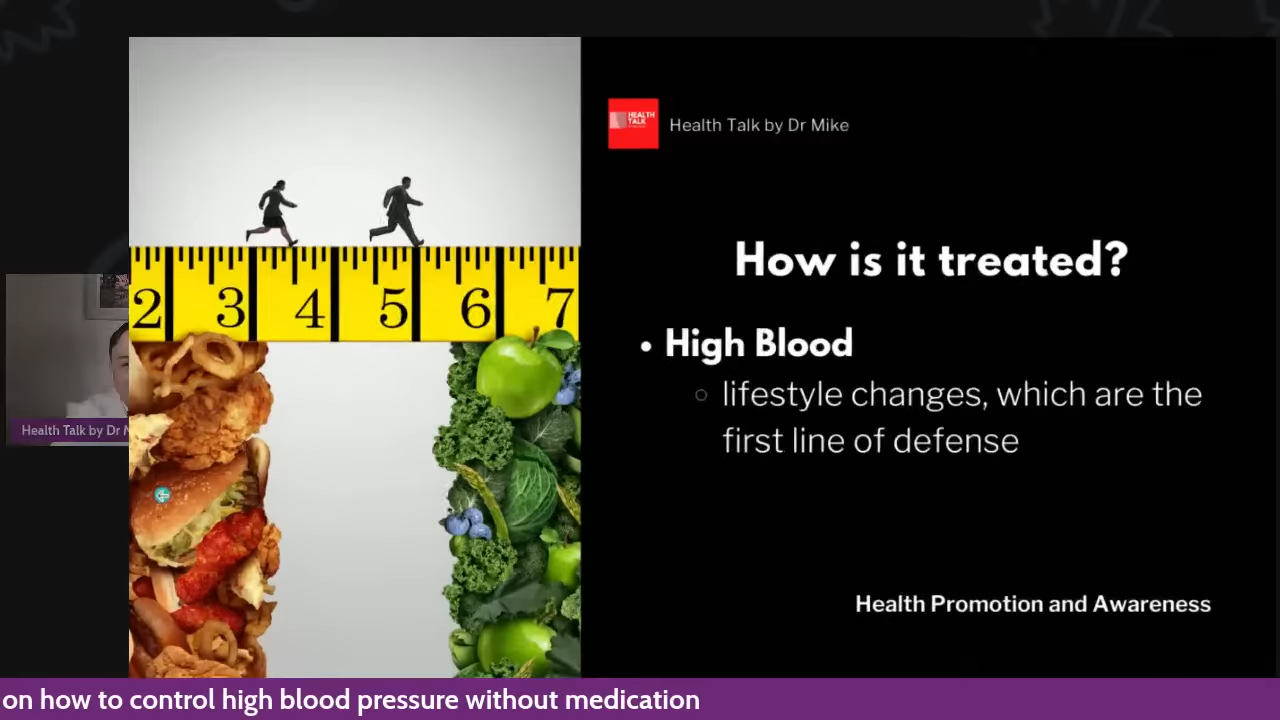 HEALTH
TALK
Health Talk by Dr Mike
How is it treated?
High Blood
lifestyle changes, which are the
first line of defense
2 3 4 5 6 7
Health Talk by Dr
Health Promotion and Awareness
on how to control high blood pressure without medication